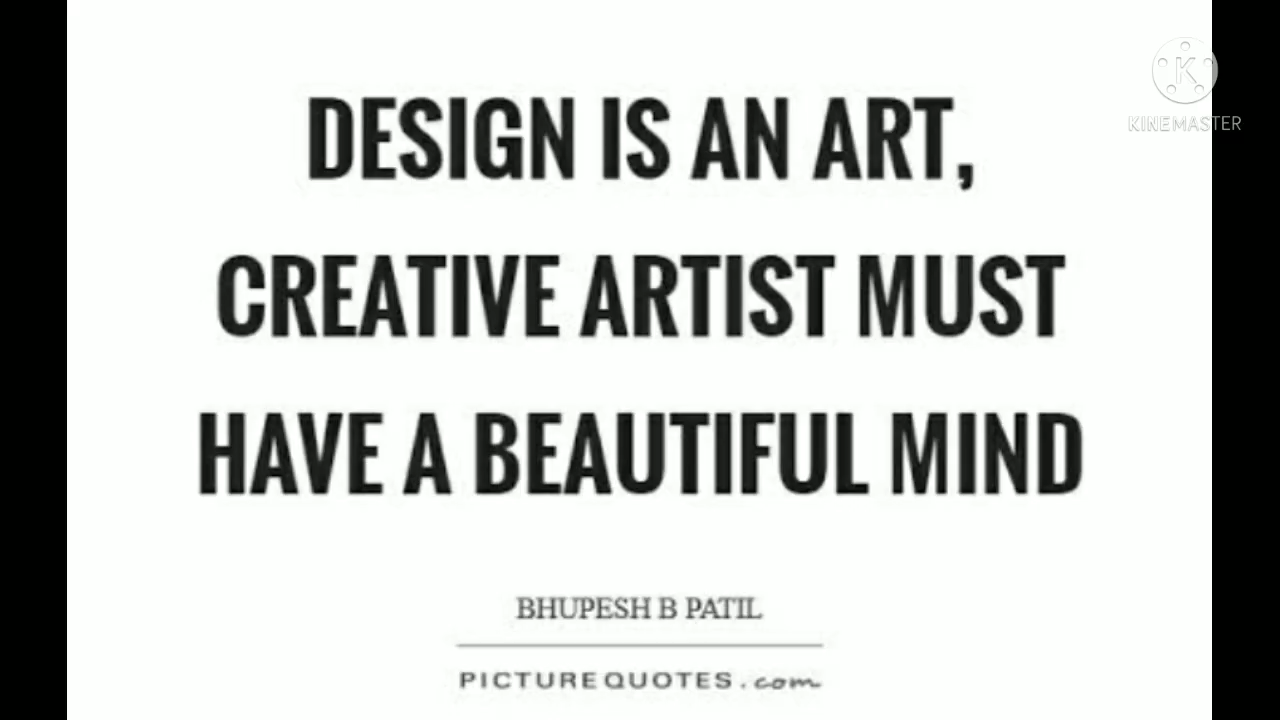 KINEMASTER
DESIGN IS AN ART,
CREATIVE ARTIST MUST
HAVE A BEAUTIFUL MIND
BHUPESH B PATIL
PICTUREQUOTES.com